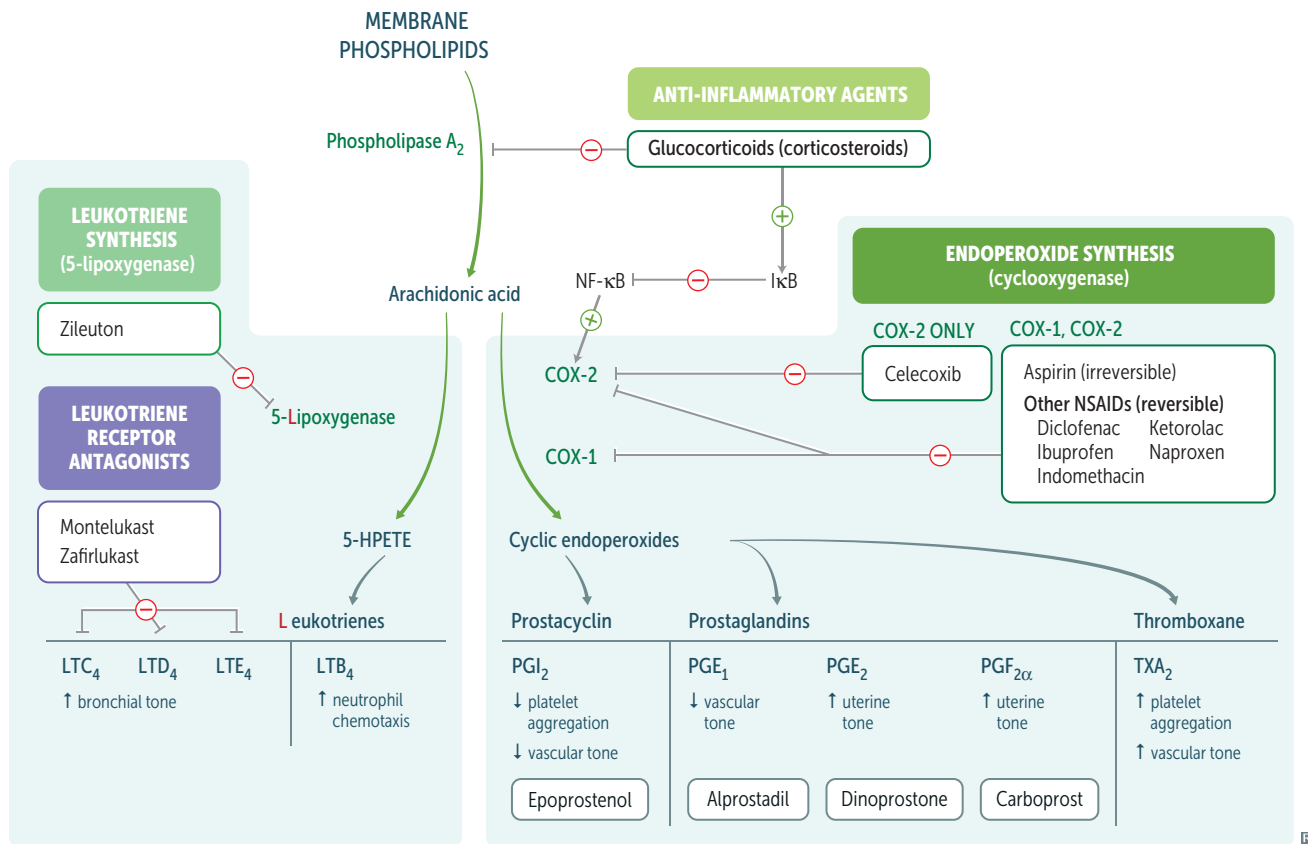 MEMBRANE
PHOSPHOLIPIDS
ANTI-INFLAMMATORY AGENTS
Phospholipase A₂
−
Glucocorticoids (corticosteroids)
+
LEUKOTRIENE
SYNTHESIS
(5-lipoxygenase)
Zileuton
−
5-Lipoxygenase
LEUKOTRIENE
RECEPTOR
ANTAGONISTS
Montelukast
Zafirlukast
−
Arachidonic acid
NF-κB
−
IκB
+
ENDOPEROXIDE SYNTHESIS
(cyclooxygenase)
COX-2 ONLY
COX-1, COX-2
COX-2
−
Celecoxib
Aspirin (irreversible)
Other NSAIDs (reversible)
Diclofenac Ketorolac
Ibuprofen Naproxen
Indomethacin
COX-1
−
5-HPETE
Cyclic endoperoxides
Leukotrienes
LTC₄ LTD₄ LTE₄
↑ bronchial tone
LTB₄
↑ neutrophil
chemotaxis
Prostacyclin
PGI₂
↓ platelet
aggregation
↓ vascular tone
Epoprostenol
Prostaglandins
PGE₁
↓ vascular
tone
Alprostadil
PGE₂
↑ uterine
tone
Dinoprostone
PGF₂α
↑ uterine
tone
Carboprost
Thromboxane
TXA₂
↑ platelet
aggregation
↑ vascular tone